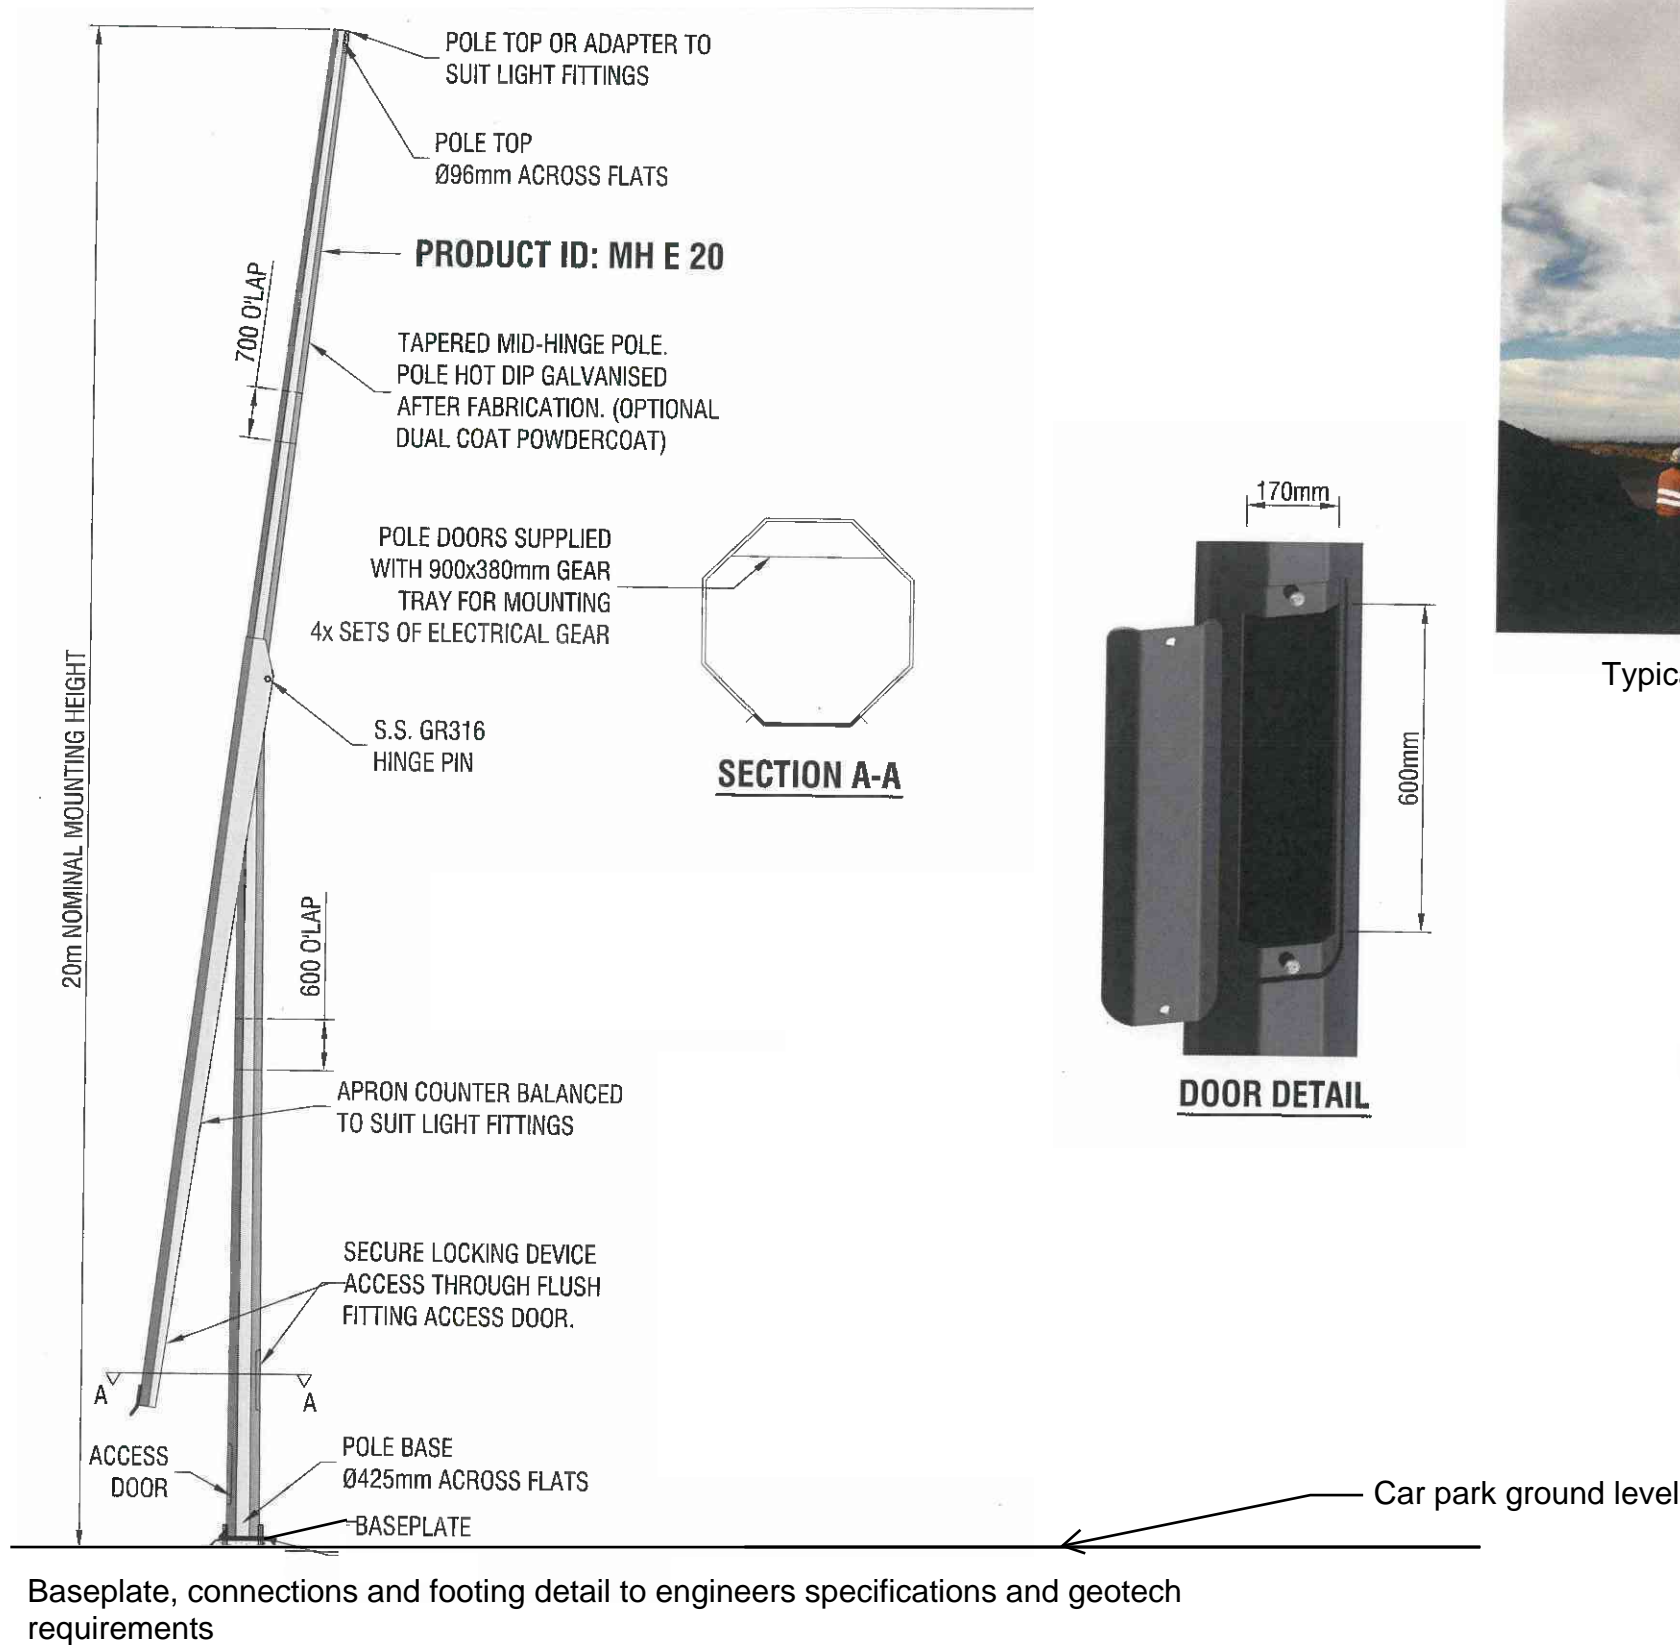 POLE TOP OR ADAPTER TO
SUIT LIGHT FITTINGS
POLE TOP
Ø96mm ACROSS FLATS
PRODUCT ID: MH E 20
700 O'LAP
TAPERED MID-HINGE POLE.
POLE HOT DIP GALVANISED
AFTER FABRICATION. (OPTIONAL
DUAL COAT POWDERCOAT)
POLE DOORS SUPPLIED
WITH 900x380mm GEAR
TRAY FOR MOUNTING
4x SETS OF ELECTRICAL GEAR
20m NOMINAL MOUNTING HEIGHT
S.S. GR316
HINGE PIN
SECTION A-A
170mm
600mm
DOOR DETAIL
600 O'LAP
APRON COUNTER BALANCED
TO SUIT LIGHT FITTINGS
SECURE LOCKING DEVICE
ACCESS THROUGH FLUSH
FITTING ACCESS DOOR.
A
A
ACCESS
DOOR
POLE BASE
Ø425mm ACROSS FLATS
BASEPLATE
Car park ground level
Baseplate, connections and footing detail to engineers specifications and geotech
requirements